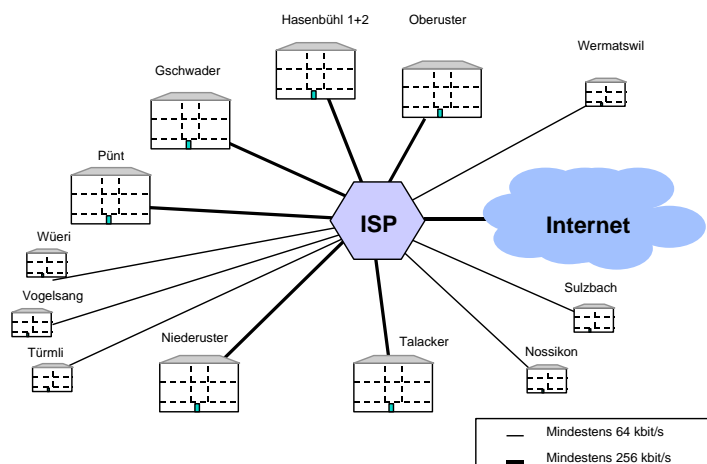 Hasenbühl 1+2
Oberuster
Wermatswil
Gschwader
Pünt
ISP
Internet
Wüeri
Vogelsang
Sulzbach
Türmli
Niederuster
Talacker
Nossikon
Mindestens 64 kbit/s
Mindestens 256 kbit/s